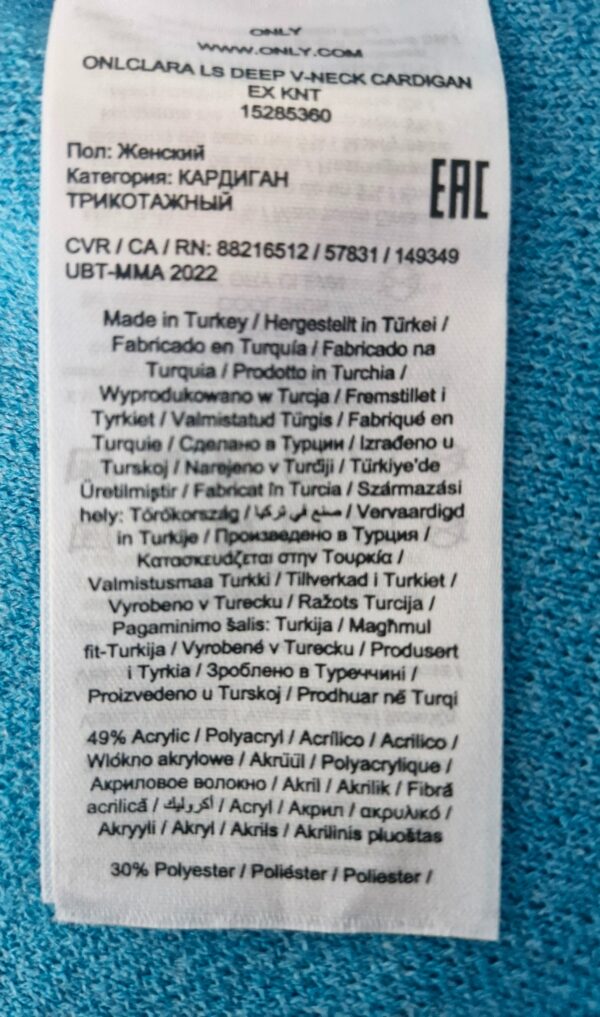 ONLY
WWW.ONLY.COM
ONLCLARA LS DEEP V-NECK CARDIGAN
EX KNT
15285360
Пол: Женский
Категория: КАРДИГАН
ТРИКОТАЖНЫЙ
EAC
CVR / CA / RN: 88216512 / 57831 / 149349
UBT-MMA 2022
Made in Turkey / Hergestellt in Türkei /
Fabricado en Turquía / Fabricado na
Turquia / Prodotto in Turchia /
Wyprodukowano w Turcja / Fremstillet i
Tyrkiet / Valmistatud Türgis / Fabriqué en
Turquie / Сделано в Турции / Izrađeno u
Turskoj / Narejeno v Turčiji / Türkiye'de
Üretilmiştir / Fabricat în Turcia / Származási
hely: Törökország / صنع في تركيا / Vervaardigd
in Turkije / Произведено в Турция /
Κατασκευάζεται στην Τουρκία /
Valmistusmaa Turkki / Tillverkad i Turkiet /
Vyrobeno v Turecku / Ražots Turcija /
Pagaminimo šalis: Turkija / Magħmul
fit-Turkija / Vyrobené v Turecku / Produsert
i Tyrkia / Зроблено в Туреччині /
Proizvedeno u Turskoj / Prodhuar në Turqi
49% Acrylic / Polyacryl / Acrílico / Acrilico /
Włókno akrylowe / Akrüül / Polyacrylique /
Акриловое волокно / Akril / Akrilik / Fibră
acrilică / أكروليك / Acryl / Акрил / ακρυλικό /
Akryyli / Akryl / Akrils / Akrilinis pluoštas
30% Polyester / Poliéster / Poliester /